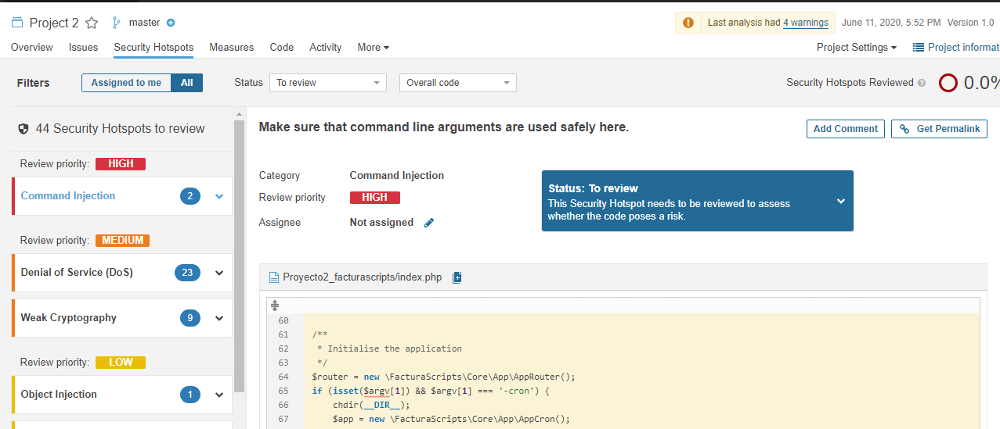 Project 2 master
Last analysis had 4 warnings June 11, 2020, 5:52 PM Version 1.0
Overview Issues Security Hotspots Measures Code Activity More
Project Settings Project informat
Filters Assigned to me All Status To review Overall code
Security Hotspots Reviewed 0.0%
44 Security Hotspots to review
Review priority: HIGH
Command Injection 2
Review priority: MEDIUM
Denial of Service (DoS) 23
Weak Cryptography 9
Review priority: LOW
Object Injection 1
Make sure that command line arguments are used safely here.
Add Comment Get Permalink
Category Command Injection
Review priority HIGH
Assignee Not assigned
Status: To review
This Security Hotspot needs to be reviewed to assess
whether the code poses a risk.
Proyecto2_facturascripts/index.php
60
61 /**
62 * Initialise the application
63 */
64 $router = new \FacturaScripts\Core\App\AppRouter();
65 if (isset($argv[1]) && $argv[1] === '-cron') {
66 chdir(__DIR__);
67 $app = new \FacturaScripts\Core\App\AppCron();